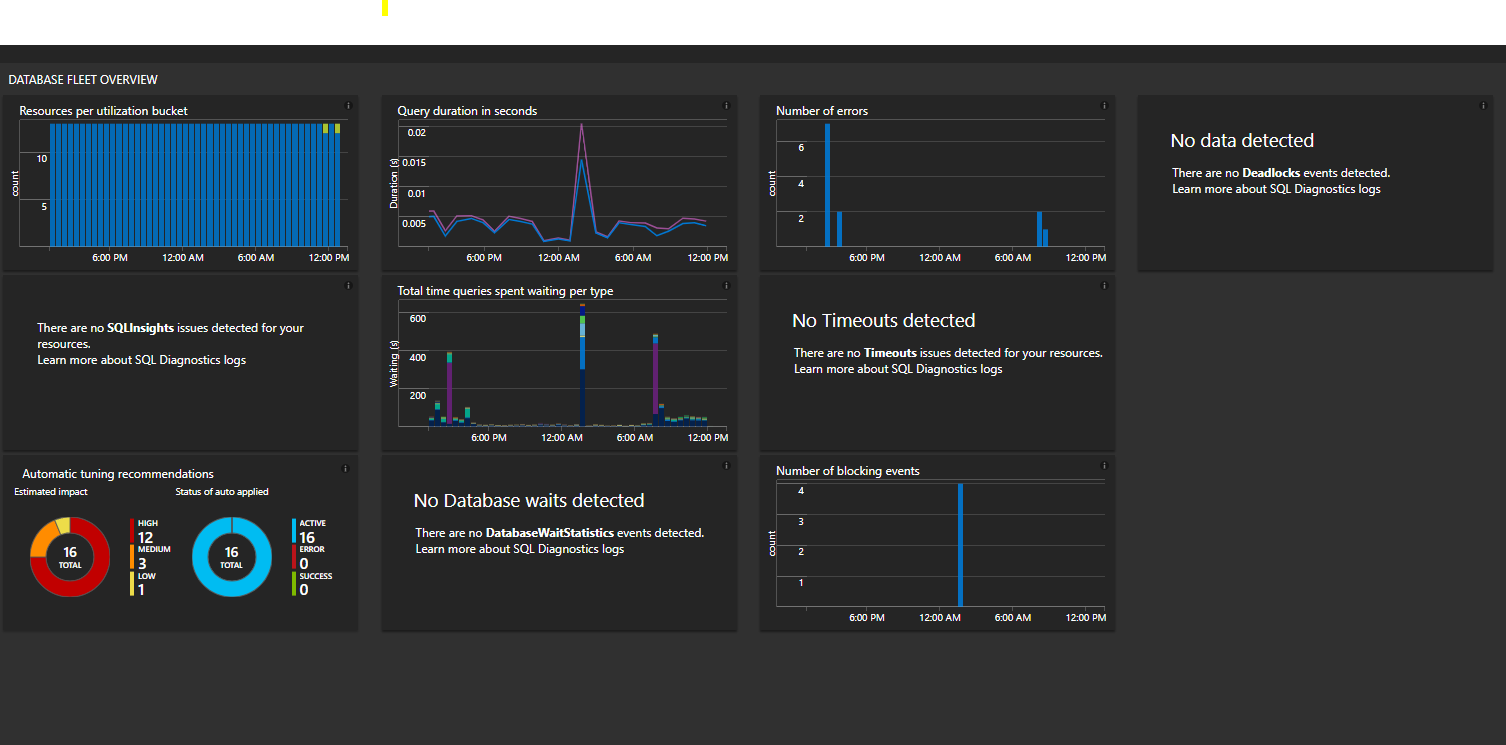 DATABASE FLEET OVERVIEW
Resources per utilization bucket
count
10
5
6:00 PM 12:00 AM 6:00 AM 12:00 PM
Query duration in seconds
Duration (s)
0.02
0.015
0.01
0.005
6:00 PM 12:00 AM 6:00 AM 12:00 PM
Number of errors
count
6
4
2
6:00 PM 12:00 AM 6:00 AM 12:00 PM
No data detected
There are no Deadlocks events detected.
Learn more about SQL Diagnostics logs
There are no SQLInsights issues detected for your
resources.
Learn more about SQL Diagnostics logs
Total time queries spent waiting per type
Waiting (s)
600
400
200
6:00 PM 12:00 AM 6:00 AM 12:00 PM
No Timeouts detected
There are no Timeouts issues detected for your resources.
Learn more about SQL Diagnostics logs
Automatic tuning recommendations
Estimated impact
16
TOTAL
HIGH
12
MEDIUM
3
LOW
1
Status of auto applied
16
TOTAL
ACTIVE
16
ERROR
0
SUCCESS
0
No Database waits detected
There are no DatabaseWaitStatistics events detected.
Learn more about SQL Diagnostics logs
Number of blocking events
count
4
3
2
1
6:00 PM 12:00 AM 6:00 AM 12:00 PM